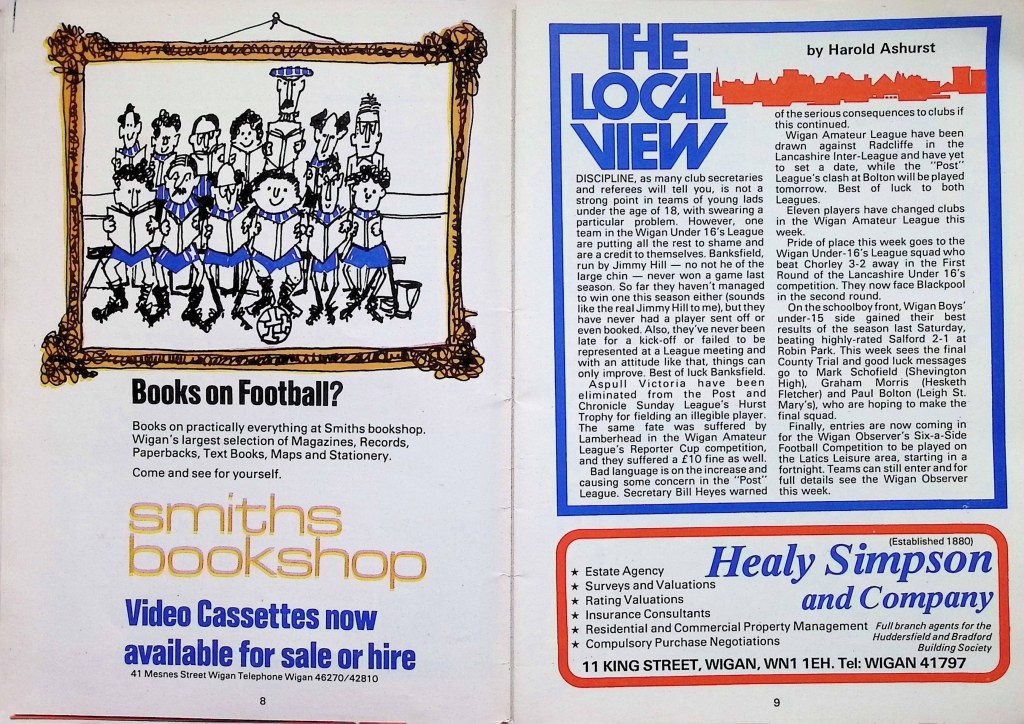 Books on Football?
Books on practically everything at Smiths bookshop.
Wigan's largest selection of Magazines, Records,
Paperbacks, Text Books, Maps and Stationery.
Come and see for yourself.
smiths
bookshop
Video Cassettes now
available for sale or hire
41 Mesnes Street Wigan Telephone Wigan 46270/42810
8
THE
LOCAL
VIEW
by Harold Ashurst
DISCIPLINE, as many club secretaries
and referees will tell you, is not a
strong point in teams of young lads
under the age of 18, with swearing a
particular problem. However, one
team in the Wigan Under 16's League
are putting all the rest to shame and
are a credit to themselves. Banksfield,
run by Jimmy Hill — no not he of the
large chin — never won a game last
season. So far they haven't managed
to win one this season either (sounds
like the real Jimmy Hill to me), but they
have never had a player sent off or
even booked. Also, they've never been
late for a kick-off or failed to be
represented at a League meeting and
with an attitude like that, things can
only improve. Best of luck Banksfield.
Aspull Victoria have been
eliminated from the Post and
Chronicle Sunday League's Hurst
Trophy for fielding an illegible player.
The same fate was suffered by
Lamberhead in the Wigan Amateur
League's Reporter Cup competition,
and they suffered a £10 fine as well.
Bad language is on the increase and
causing some concern in the "Post"
League. Secretary Bill Heyes warned
of the serious consequences to clubs if
this continued.
Wigan Amateur League have been
drawn against Radcliffe in the
Lancashire Inter-League and have yet
to set a date, while the "Post"
League's clash at Bolton will be played
tomorrow. Best of luck to both
Leagues.
Eleven players have changed clubs
in the Wigan Amateur League this
week.
Pride of place this week goes to the
Wigan Under-16's League squad who
beat Chorley 3-2 away in the First
Round of the Lancashire Under 16's
competition. They now face Blackpool
in the second round.
On the schoolboy front, Wigan Boys'
under-15 side gained their best
results of the season last Saturday,
beating highly-rated Salford 2-1 at
Robin Park. This week sees the final
County Trial and good luck messages
go to Mark Schofield (Shevington
High), Graham Morris (Hesketh
Fletcher) and Paul Bolton (Leigh St.
Mary's), who are hoping to make the
final squad.
Finally, entries are now coming in
for the Wigan Observer's Six-a-Side
Football Competition to be played on
the Latics Leisure area, starting in a
fortnight. Teams can still enter and for
full details see the Wigan Observer
this week.
(Established 1880)
Healy Simpson
and Company
★ Estate Agency
★ Surveys and Valuations
★ Rating Valuations
★ Insurance Consultants
★ Residential and Commercial Property Management
★ Compulsory Purchase Negotiations
Full branch agents for the
Huddersfield and Bradford
Building Society
11 KING STREET, WIGAN, WN1 1EH. Tel: WIGAN 41797
9